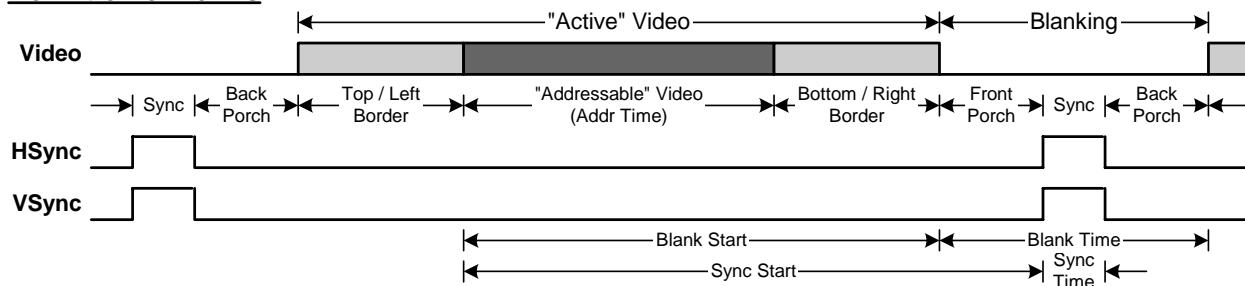 "Active" Video
Blanking
Video
Sync
Back
Porch
Top / Left
Border
"Addressable" Video
(Addr Time)
Bottom / Right
Border
Front
Porch
Sync
Back
Porch
HSync
VSync
Blank Start
Blank Time
Sync Start
Sync
Time